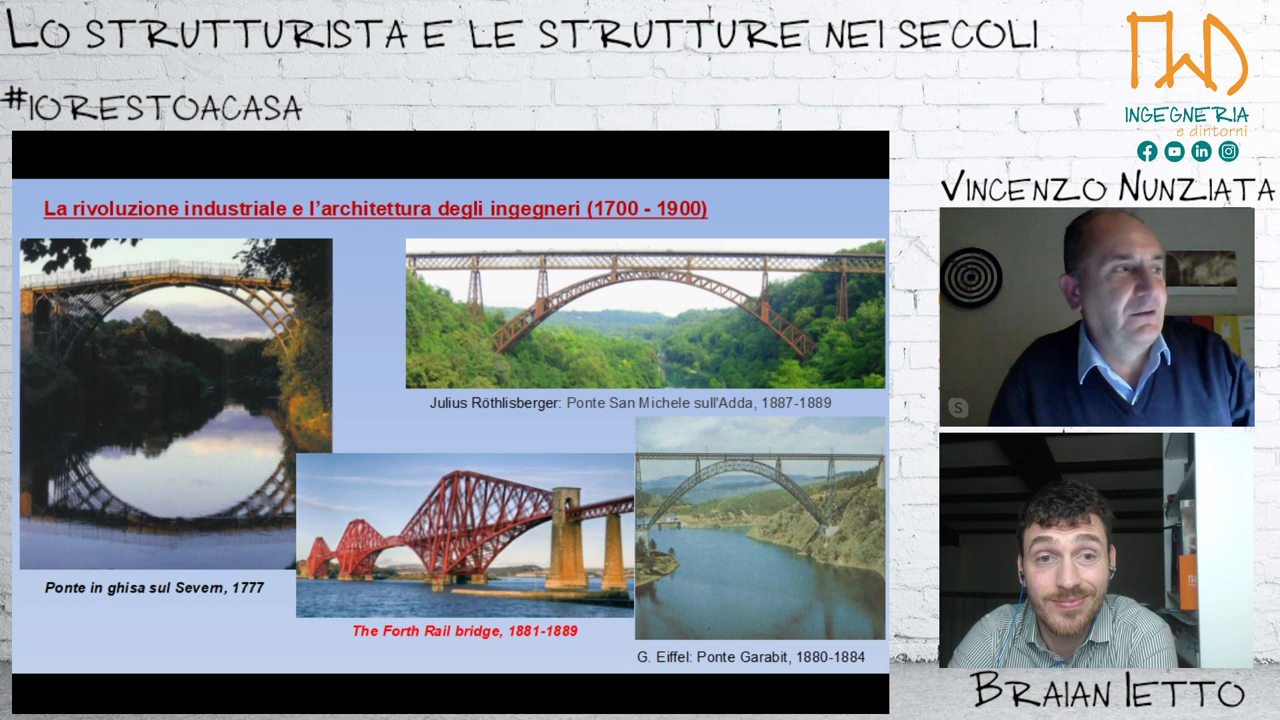 LO STRUTTURISTA E LE STRUTTURE NEI SECOLI
#IORESTOACASA
INGEGNERIA
e dintorni
VINCENZO NUNZIATA
La rivoluzione industriale e l'architettura degli ingegneri (1700 - 1900)
Julius Röthlisberger: Ponte San Michele sull'Adda, 1887-1889
Ponte in ghisa sul Severn, 1777
The Forth Rail bridge, 1881-1889
G. Eiffel: Ponte Garabit, 1880-1884
S
BRAIAN IETTO